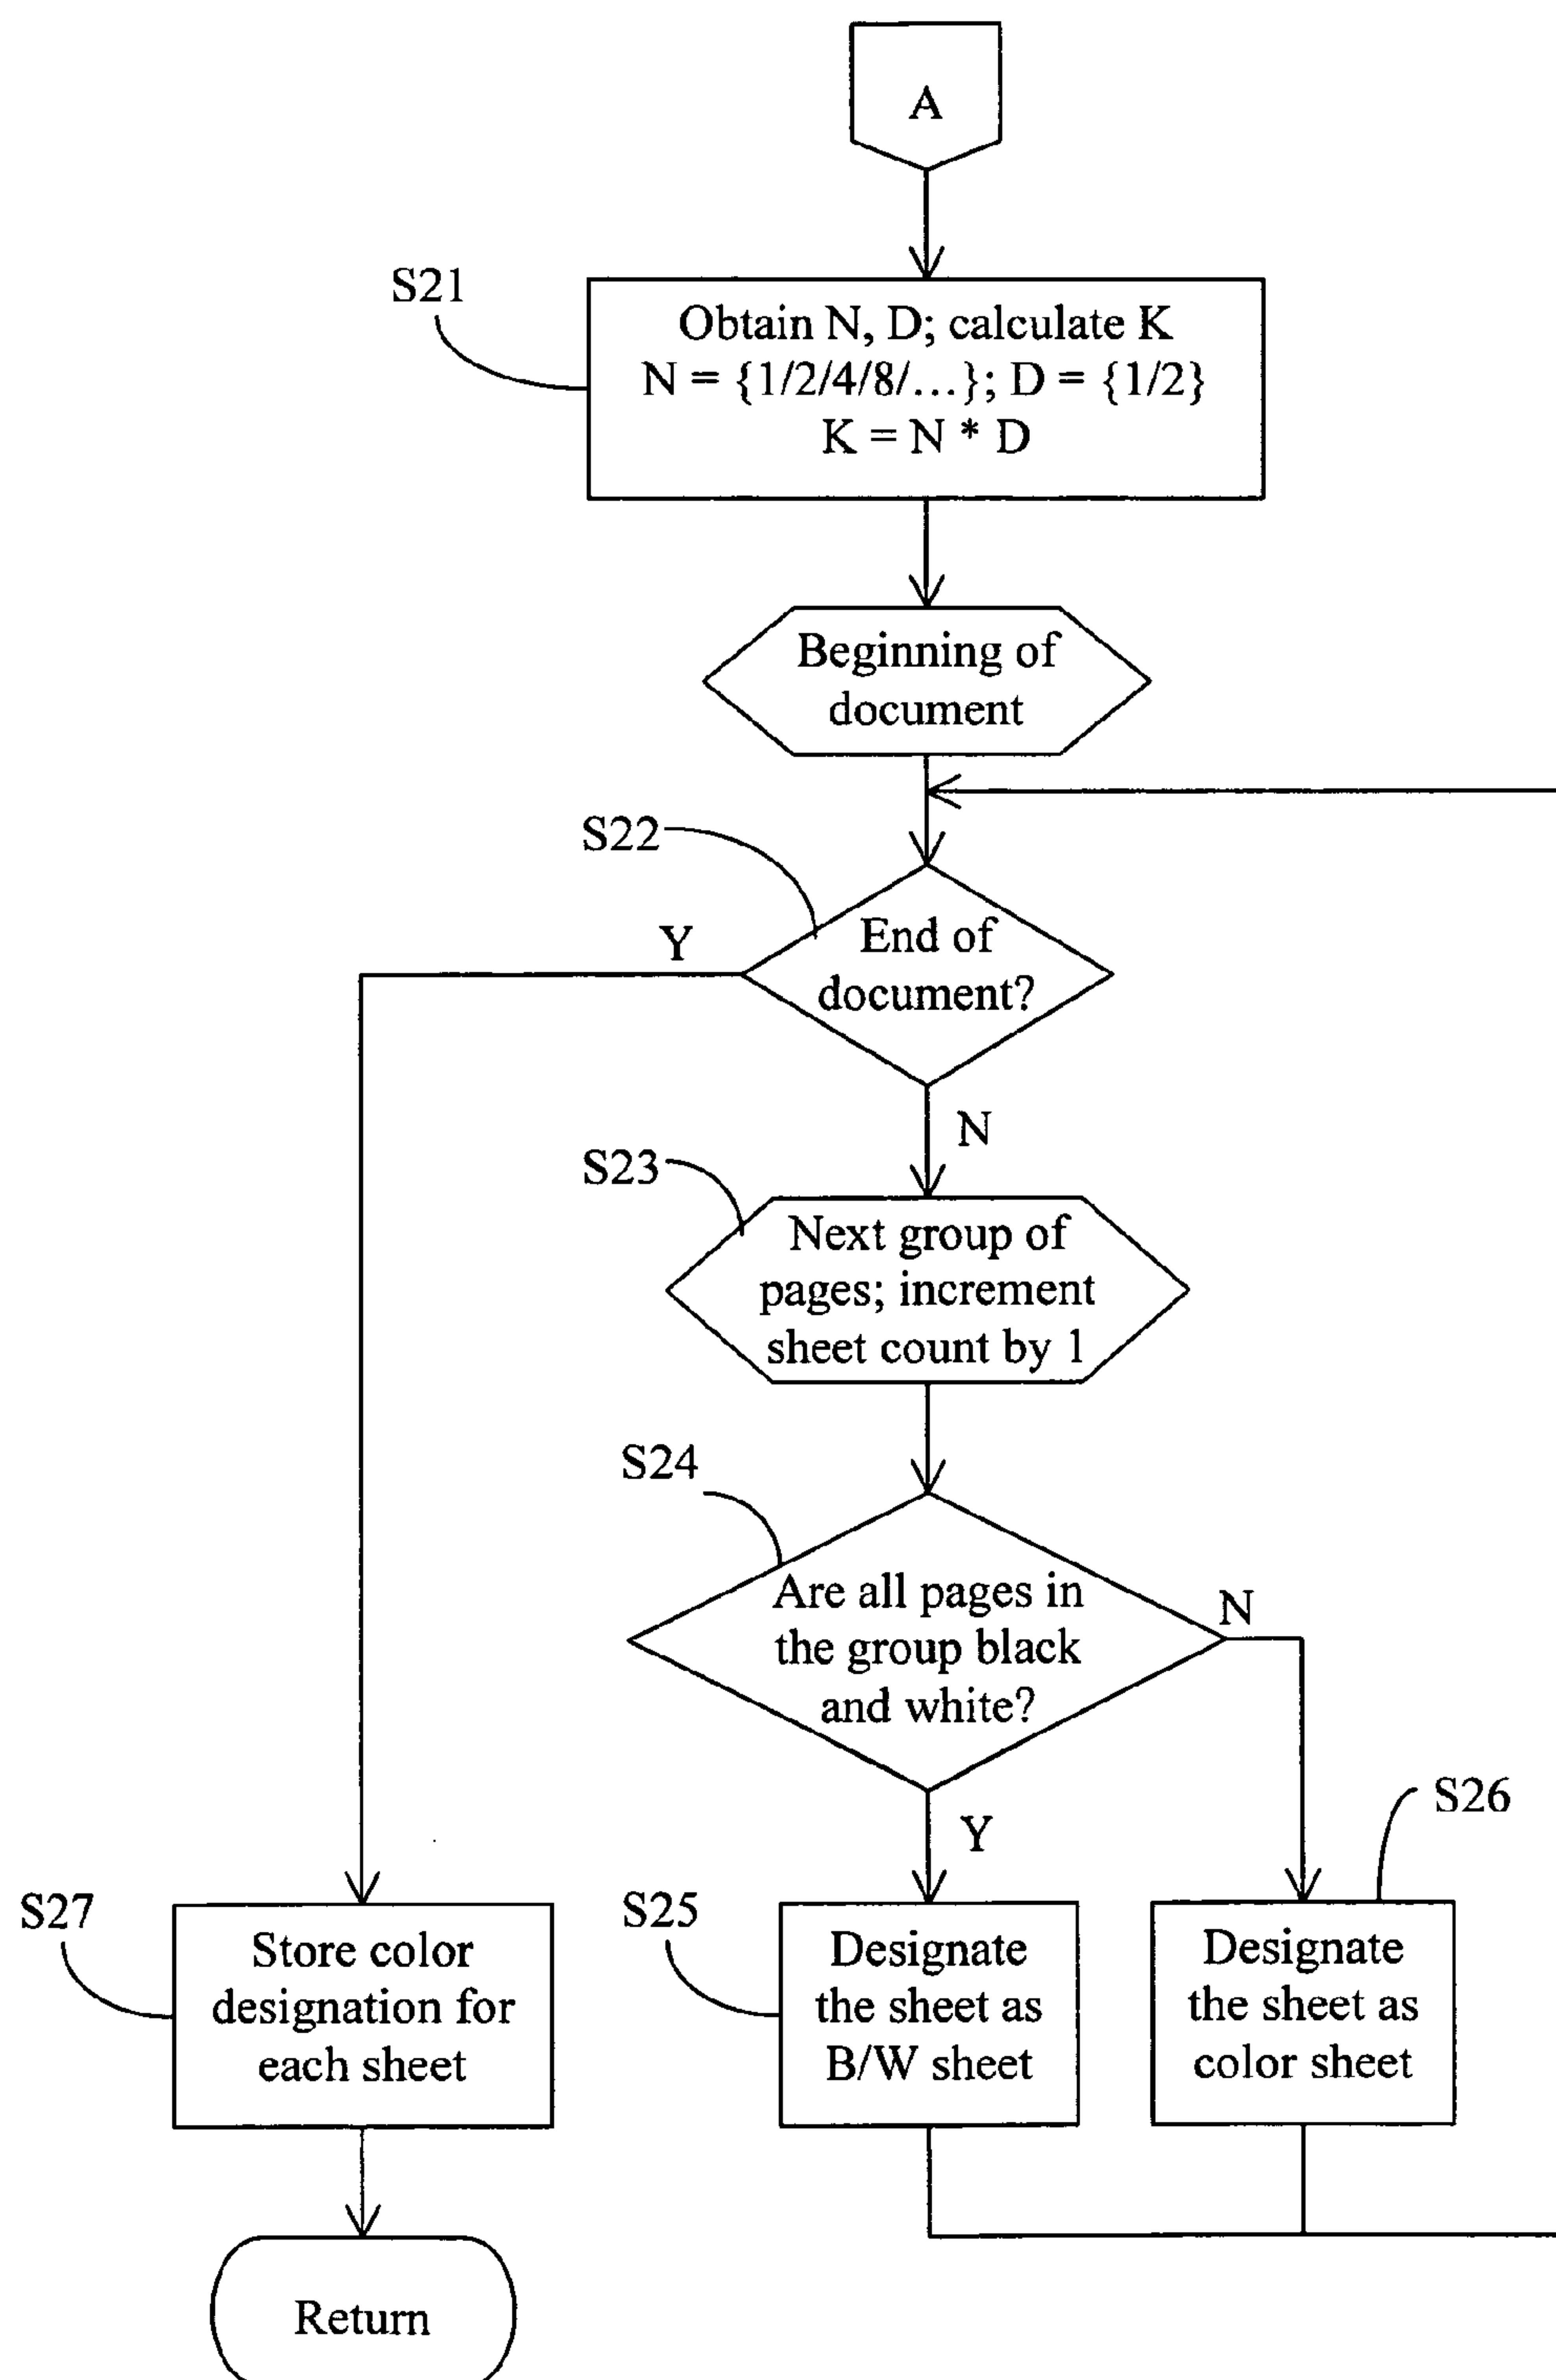 A
S21
Obtain N, D; calculate K
N = {1/2/4/8/...}; D = {1/2}
K = N * D
Beginning of
document
S22
Y
End of
document?
N
S23
Next group of
pages; increment
sheet count by 1
S24
Are all pages in
the group black
and white?
N
Y
S26
S27
Store color
designation for
each sheet
S25
Designate
the sheet as
B/W sheet
Designate
the sheet as
color sheet
Return